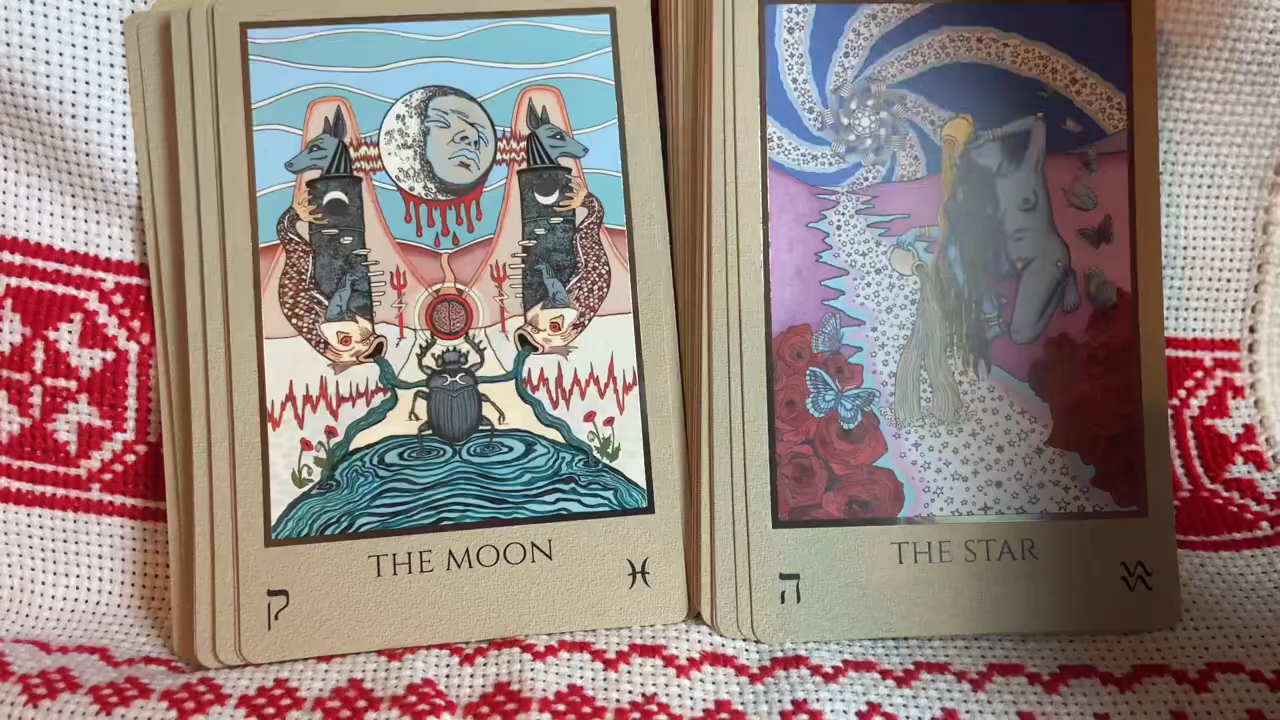 THE MOON
ק ♓
THE STAR
ה ♒